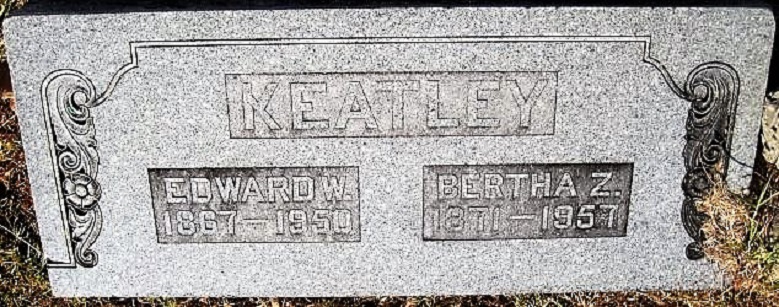 KEATLEY
EDWARD W.
1867-1950
BERTHA Z.
1871-1957